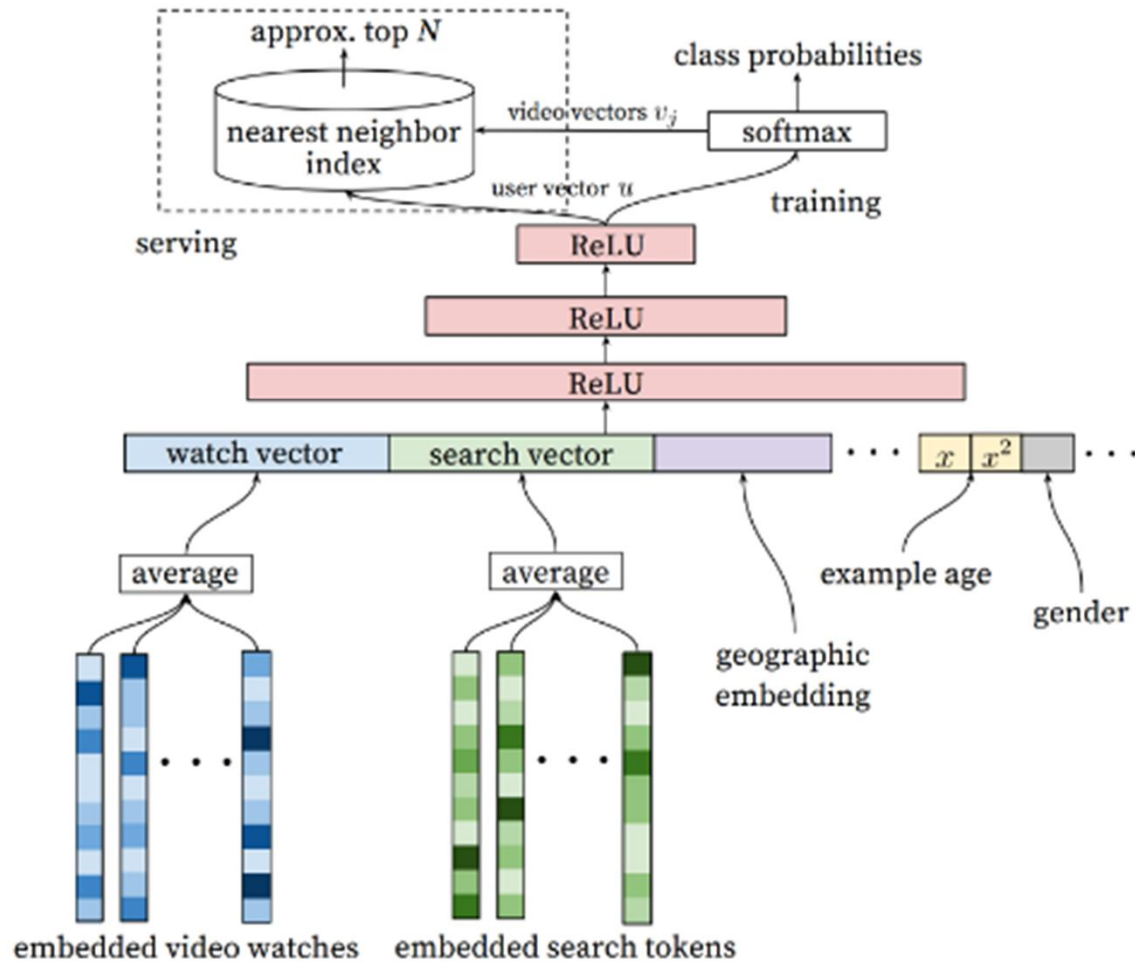 approx. top N
class probabilities
video vectors v_j
nearest neighbor
index
softmax
user vector u
training
serving
ReLU
ReLU
ReLU
watch vector
search vector
x
x²
average
average
example age
gender
geographic
embedding
embedded video watches
embedded search tokens